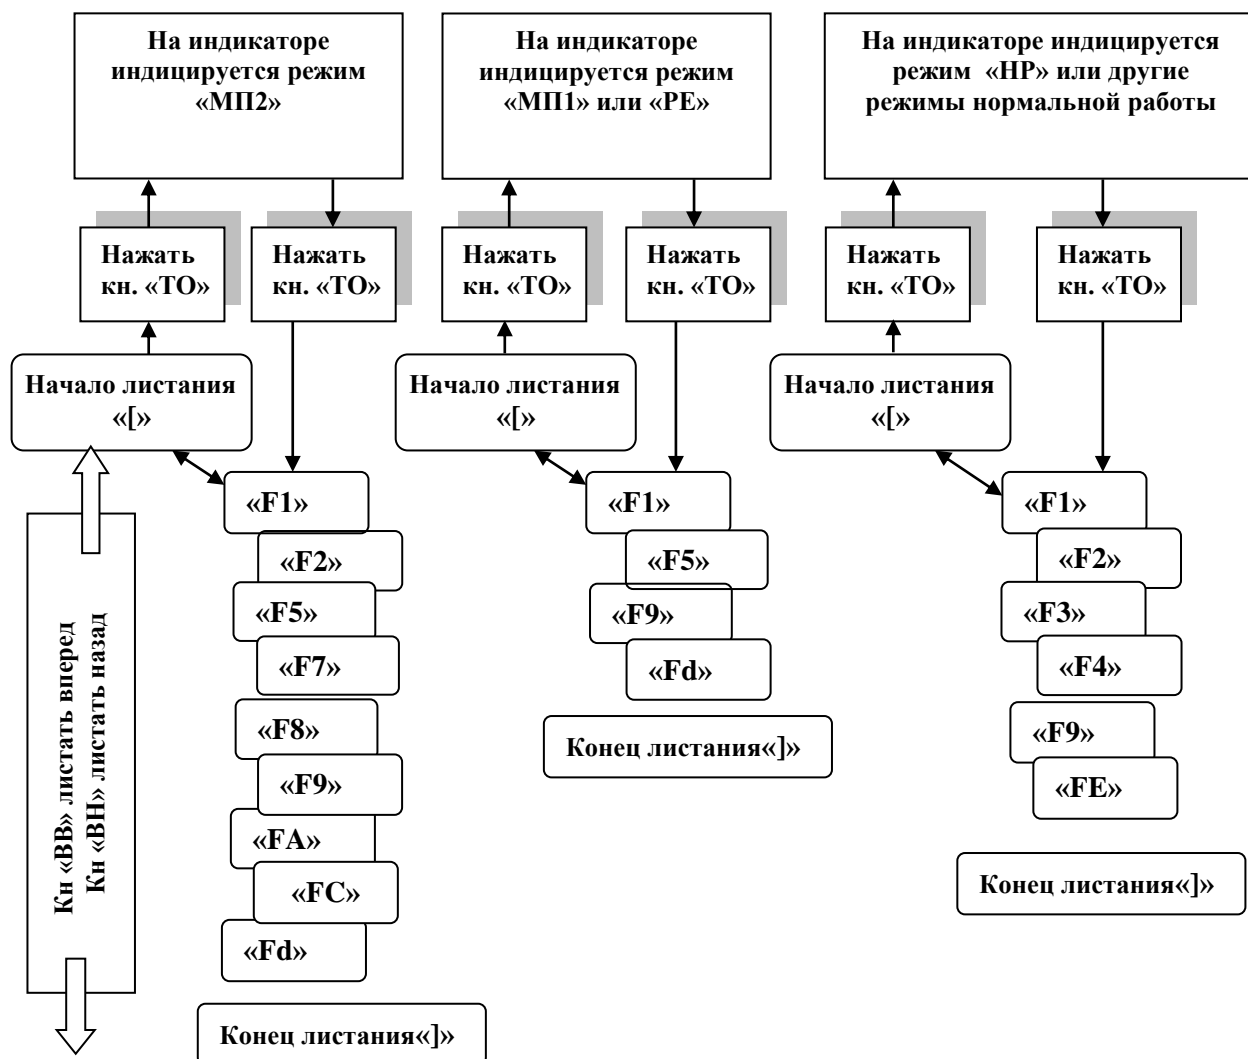 На индикаторе
индицируется режим
«МП2»
На индикаторе
индицируется режим
«МП1» или «РЕ»
На индикаторе индицируется
режим «НР» или другие
режимы нормальной работы
Нажать
кн. «ТО»
Нажать
кн. «ТО»
Нажать
кн. «ТО»
Нажать
кн. «ТО»
Нажать
кн. «ТО»
Нажать
кн. «ТО»
Начало листания
«[»
Начало листания
«[»
Начало листания
«[»
Кн «ВВ» листать вперед
Кн «ВН» листать назад
«F1»
«F2»
«F5»
«F7»
«F8»
«F9»
«FA»
«FC»
«Fd»
Конец листания«]»
«F1»
«F5»
«F9»
«Fd»
Конец листания«]»
«F1»
«F2»
«F3»
«F4»
«F9»
«FE»
Конец листания«]»